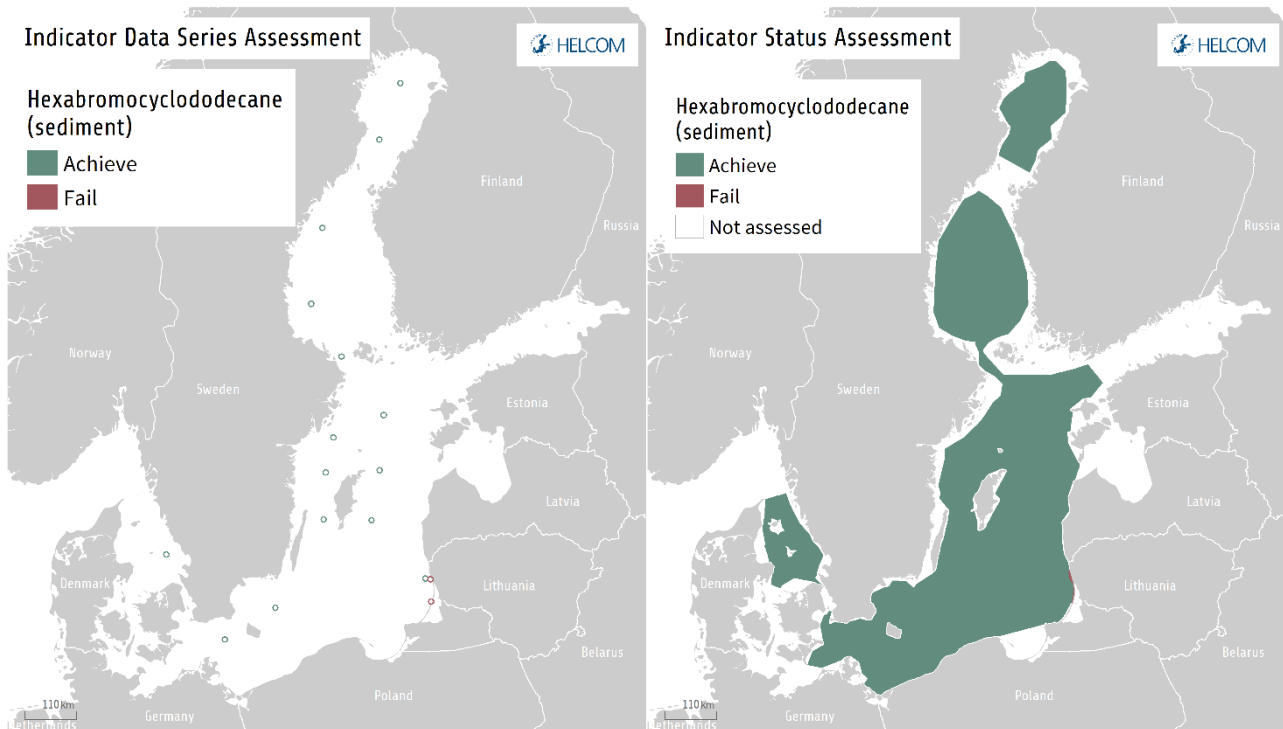 Indicator Data Series Assessment
HELCOM
Hexabromocyclododecane
(sediment)
Achieve
Fail
Finland
Russia
Norway
Sweden
Estonia
Latvia
Denmark
Lithuania
Belarus
Poland
Germany
110Km
Netherlands
Indicator Status Assessment
HELCOM
Hexabromocyclododecane
(sediment)
Achieve
Fail
Not assessed
Finland
Russia
Norway
Sweden
Estonia
Latvia
Denmark
Lithuania
Belarus
Poland
Germany
110Km
Netherlands